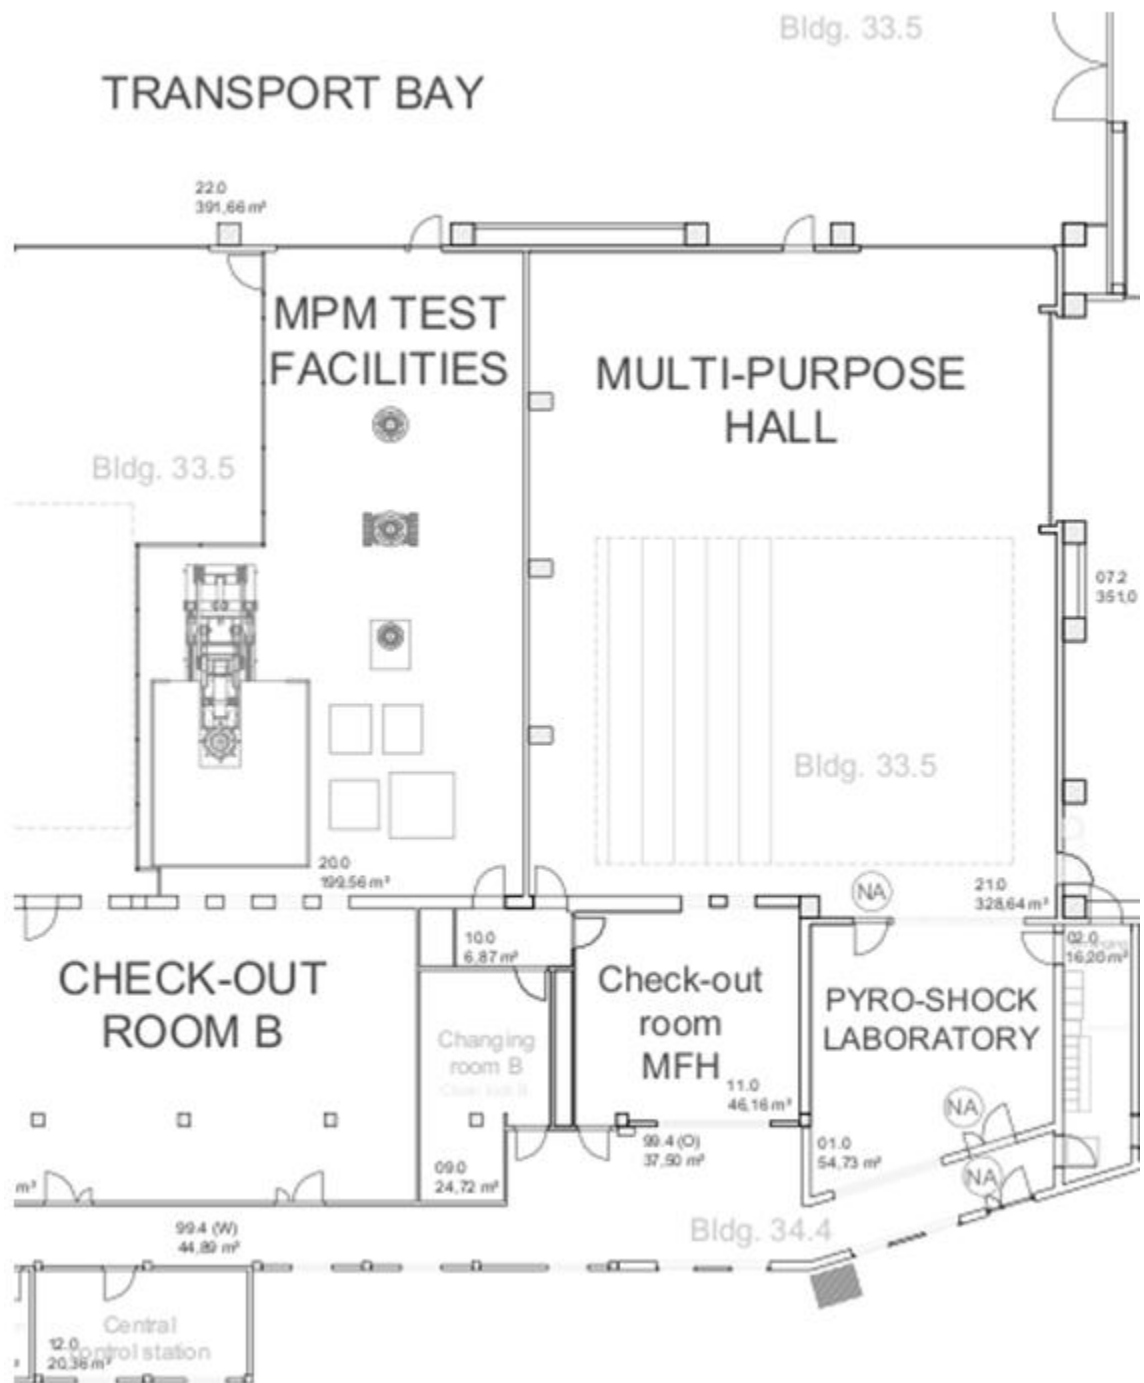 Bldg. 33.5
TRANSPORT BAY
22.0
391,66 m²
MPM TEST
FACILITIES
MULTI-PURPOSE
HALL
Bldg. 33.5
07.2
351,0
Bldg. 33.5
20.0
199,56 m²
NA
21.0
328,64 m²
10.0
6,87 m²
02.0
16,20 m²
CHECK-OUT
ROOM B
Check-out
room
MFH
PYRO-SHOCK
LABORATORY
Changing
room B
11.0
46,16 m²
NA
99.4 (O)
37,50 m²
01.0
54,73 m²
09.0
24,72 m²
m²
NA
99.4 (W)
44,89 m²
Bldg. 34.4
Central
control station
12.0
20,36 m²